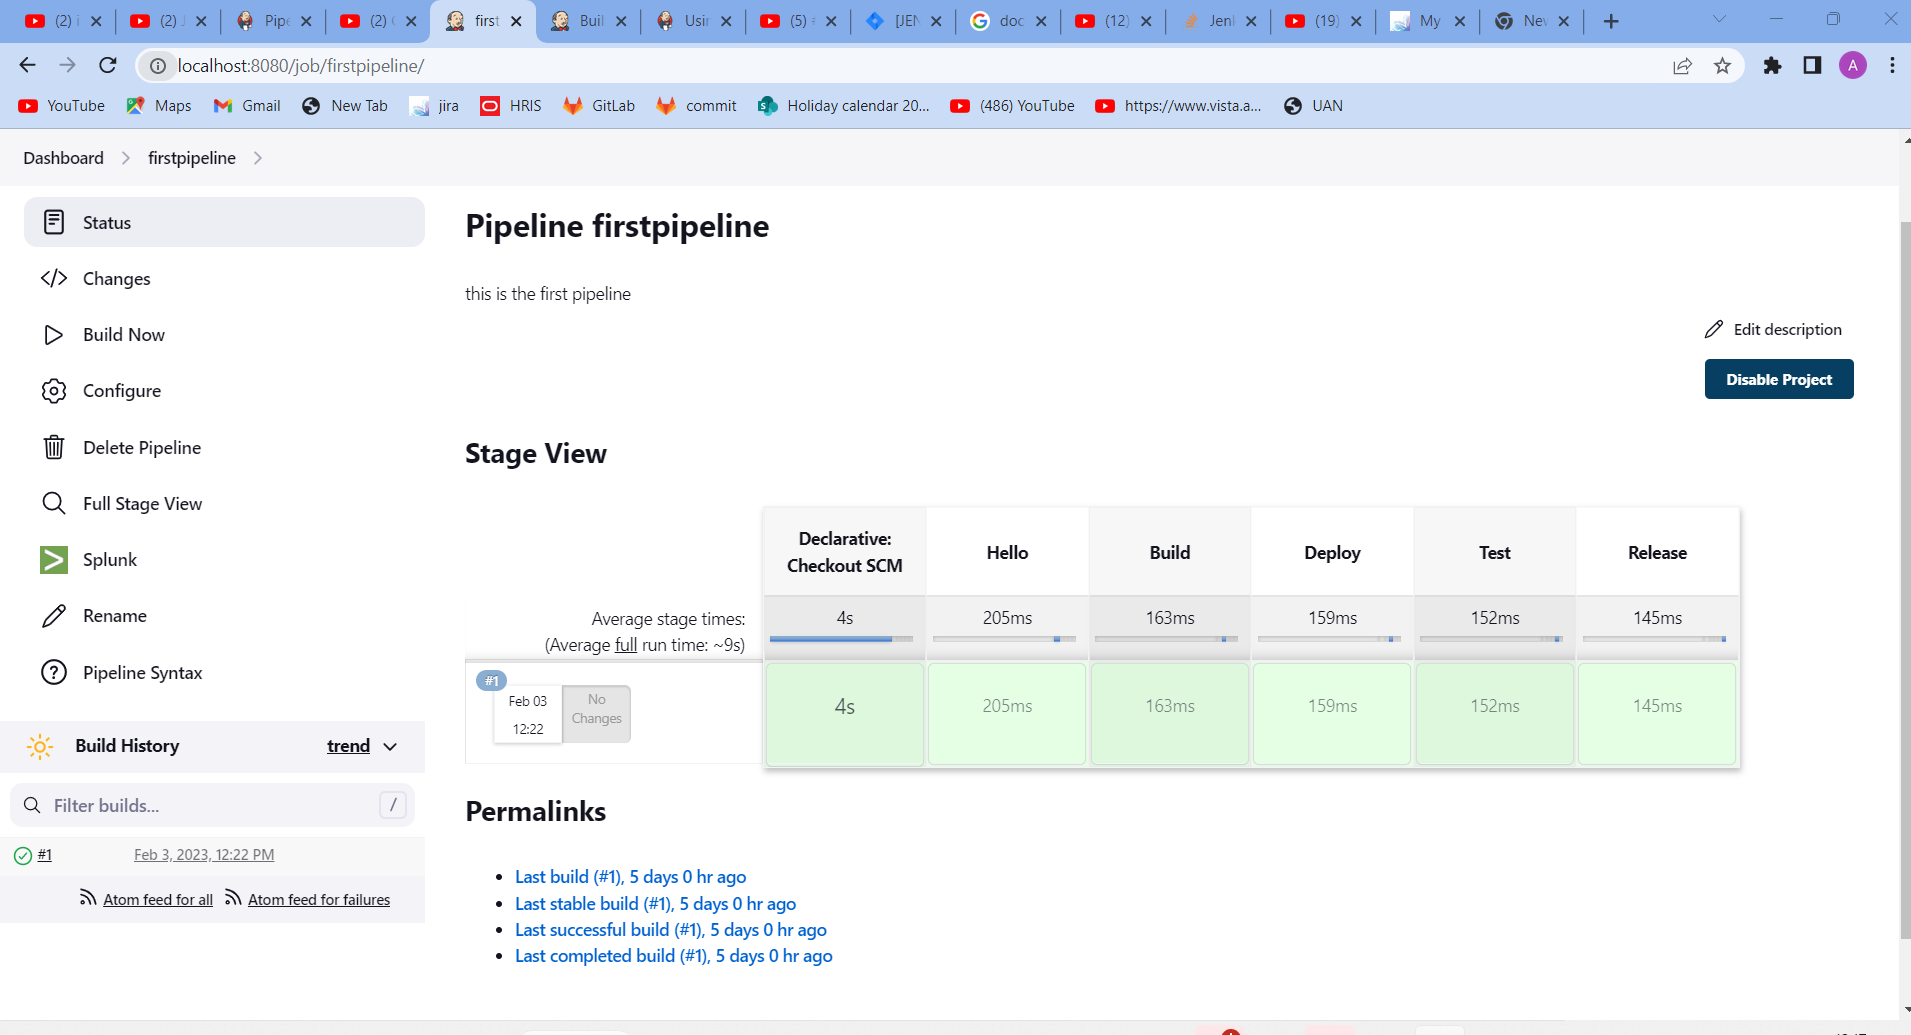 (2) i
(2) J
Pipe
(2) C
first
Buil
Usin
(5) #
[JEN
doc
(12)
Jenk
(19)
My
New
localhost:8080/job/firstpipeline/
A
YouTube
Maps
Gmail
New Tab
jira
HRIS
GitLab
commit
Holiday calendar 20...
(486) YouTube
https://www.vista.a...
UAN
Dashboard
firstpipeline
Status
Changes
Build Now
Configure
Delete Pipeline
Full Stage View
Splunk
Rename
Pipeline Syntax
Build History
trend
Filter builds...
/
#1
Feb 3, 2023, 12:22 PM
Atom feed for all
Atom feed for failures
Pipeline firstpipeline
this is the first pipeline
Edit description
Disable Project
Stage View
Declarative:
Checkout SCM
Hello
Build
Deploy
Test
Release
Average stage times:
(Average full run time: ~9s)
4s
205ms
163ms
159ms
152ms
145ms
#1
Feb 03
12:22
No
Changes
4s
205ms
163ms
159ms
152ms
145ms
Permalinks
Last build (#1), 5 days 0 hr ago
Last stable build (#1), 5 days 0 hr ago
Last successful build (#1), 5 days 0 hr ago
Last completed build (#1), 5 days 0 hr ago